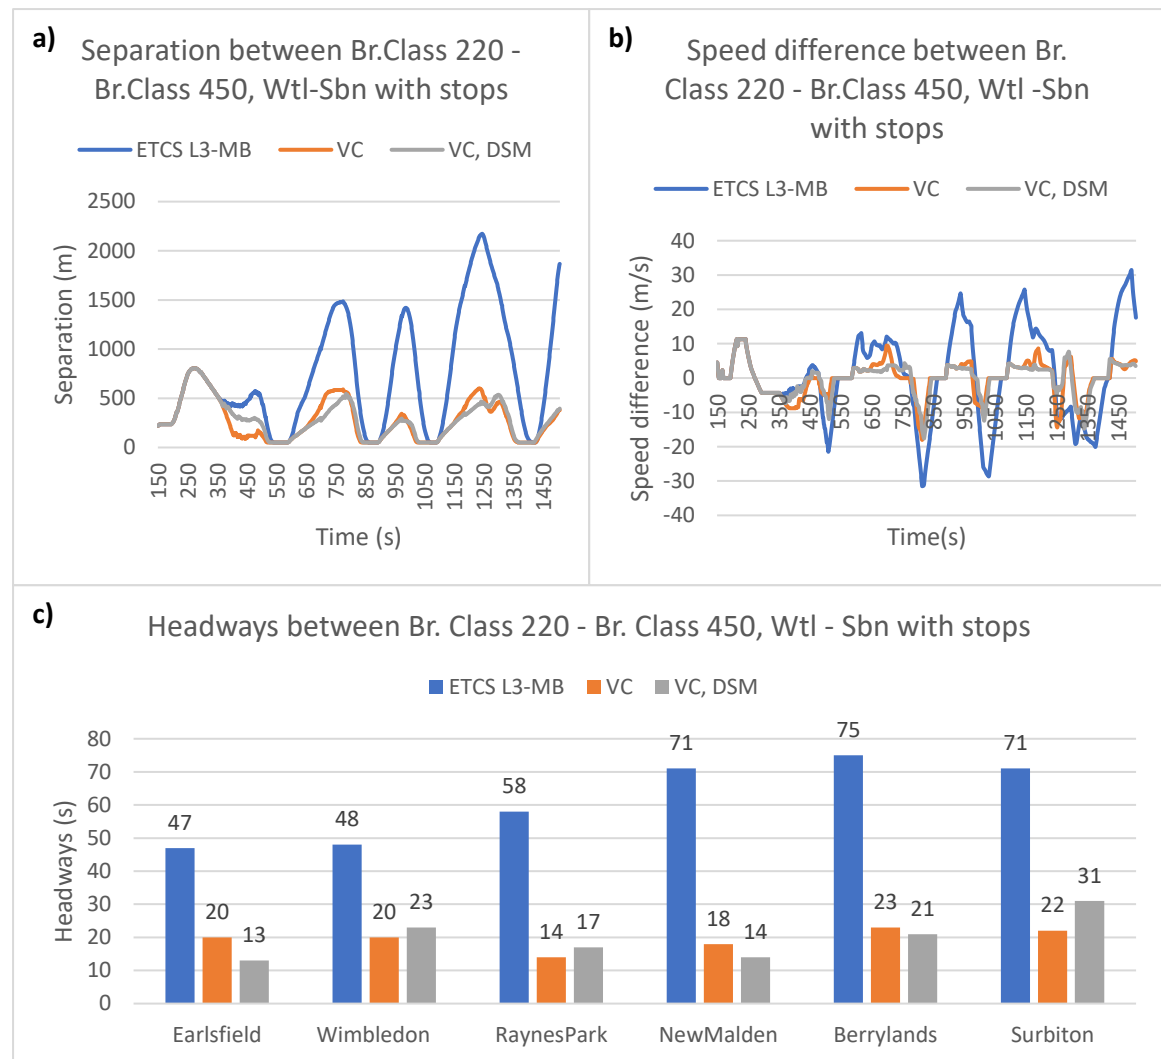 a)
Separation between Br.Class 220 -
Br.Class 450, Wtl-Sbn with stops
ETCS L3-MB VC VC, DSM
2500
2000
1500
1000
500
0
Separation (m)
150 250 350 450 550 650 750 850 950 1050 1150 1250 1350 1450
Time (s)
b)
Speed difference between Br.
Class 220 - Br.Class 450, Wtl -Sbn
with stops
ETCS L3-MB VC VC, DSM
40
30
20
10
0
-10
-20
-30
-40
Speed difference (m/s)
150 250 350 450 550 650 750 850 950 1050 1150 1250 1350 1450
Time(s)
c)
Headways between Br. Class 220 - Br. Class 450, Wtl - Sbn with stops
ETCS L3-MB VC VC, DSM
80
70
60
50
40
30
20
10
0
Headways (s)
47 20 13
48 20 23
58 14 17
71 18 14
75 23 21
71 22 31
Earlsfield Wimbledon RaynesPark NewMalden Berrylands Surbiton